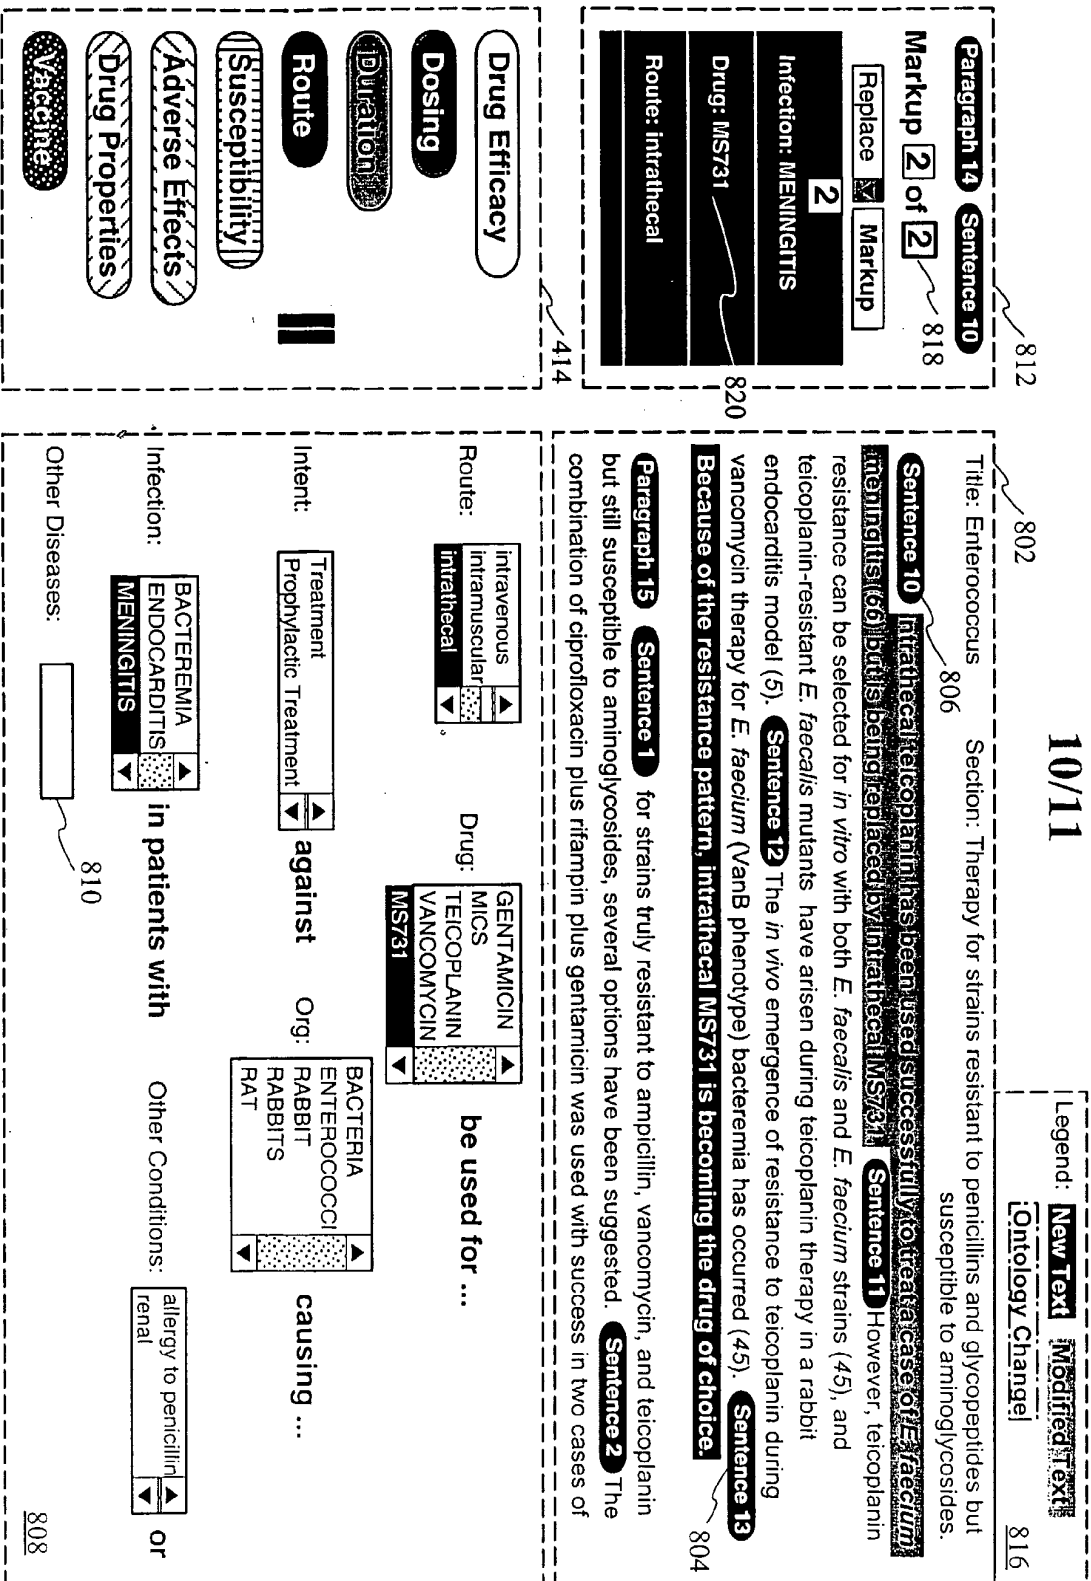 10/11
Legend: New Text Modified Text
Ontology Change
816
802
Title: Enterococcus
Section: Therapy for strains resistant to penicillins and glycopeptides but
susceptible to aminoglycosides.
806
Sentence 10 Intrathecal teicoplanin has been used successfully to treat a case of E. faecium
meningitis (66) but is being replaced by intrathecal MS731. Sentence 11 However, teicoplanin
resistance can be selected for in vitro with both E. faecalis and E. faecium strains (45), and
teicoplanin-resistant E. faecalis mutants have arisen during teicoplanin therapy in a rabbit
endocarditis model (5). Sentence 12 The in vivo emergence of resistance to teicoplanin during
vancomycin therapy for E. faecium (VanB phenotype) bacteremia has occurred (45). Sentence 13
Because of the resistance pattern, intrathecal MS731 is becoming the drug of choice.
804
Paragraph 15 Sentence 1 for strains truly resistant to ampicillin, vancomycin, and teicoplanin
but still susceptible to aminoglycosides, several options have been suggested. Sentence 2 The
combination of ciprofloxacin plus rifampin plus gentamicin was used with success in two cases of
812
Paragraph 14 Sentence 10
Markup 2 of 2
818
Replace Markup
2
Infection: MENINGITIS
Drug: MS731
820
Route: intrathecal
414
Drug Efficacy
Dosing
Duration
Route
Susceptibility
Adverse Effects
Drug Properties
Vaccine
Route:
intravenous
intramuscular
intrathecal
Drug:
GENTAMICIN
MICS
TEICOPLANIN
VANCOMYCIN
MS731
be used for ...
Intent:
Treatment
Prophylactic Treatment
against
Org:
BACTERIA
ENTEROCOCCI
RABBIT
RABBITS
RAT
causing ...
Infection:
BACTEREMIA
ENDOCARDITIS
MENINGITIS
in patients with
Other Conditions:
allergy to penicillin
renal
or
Other Diseases:
810
808